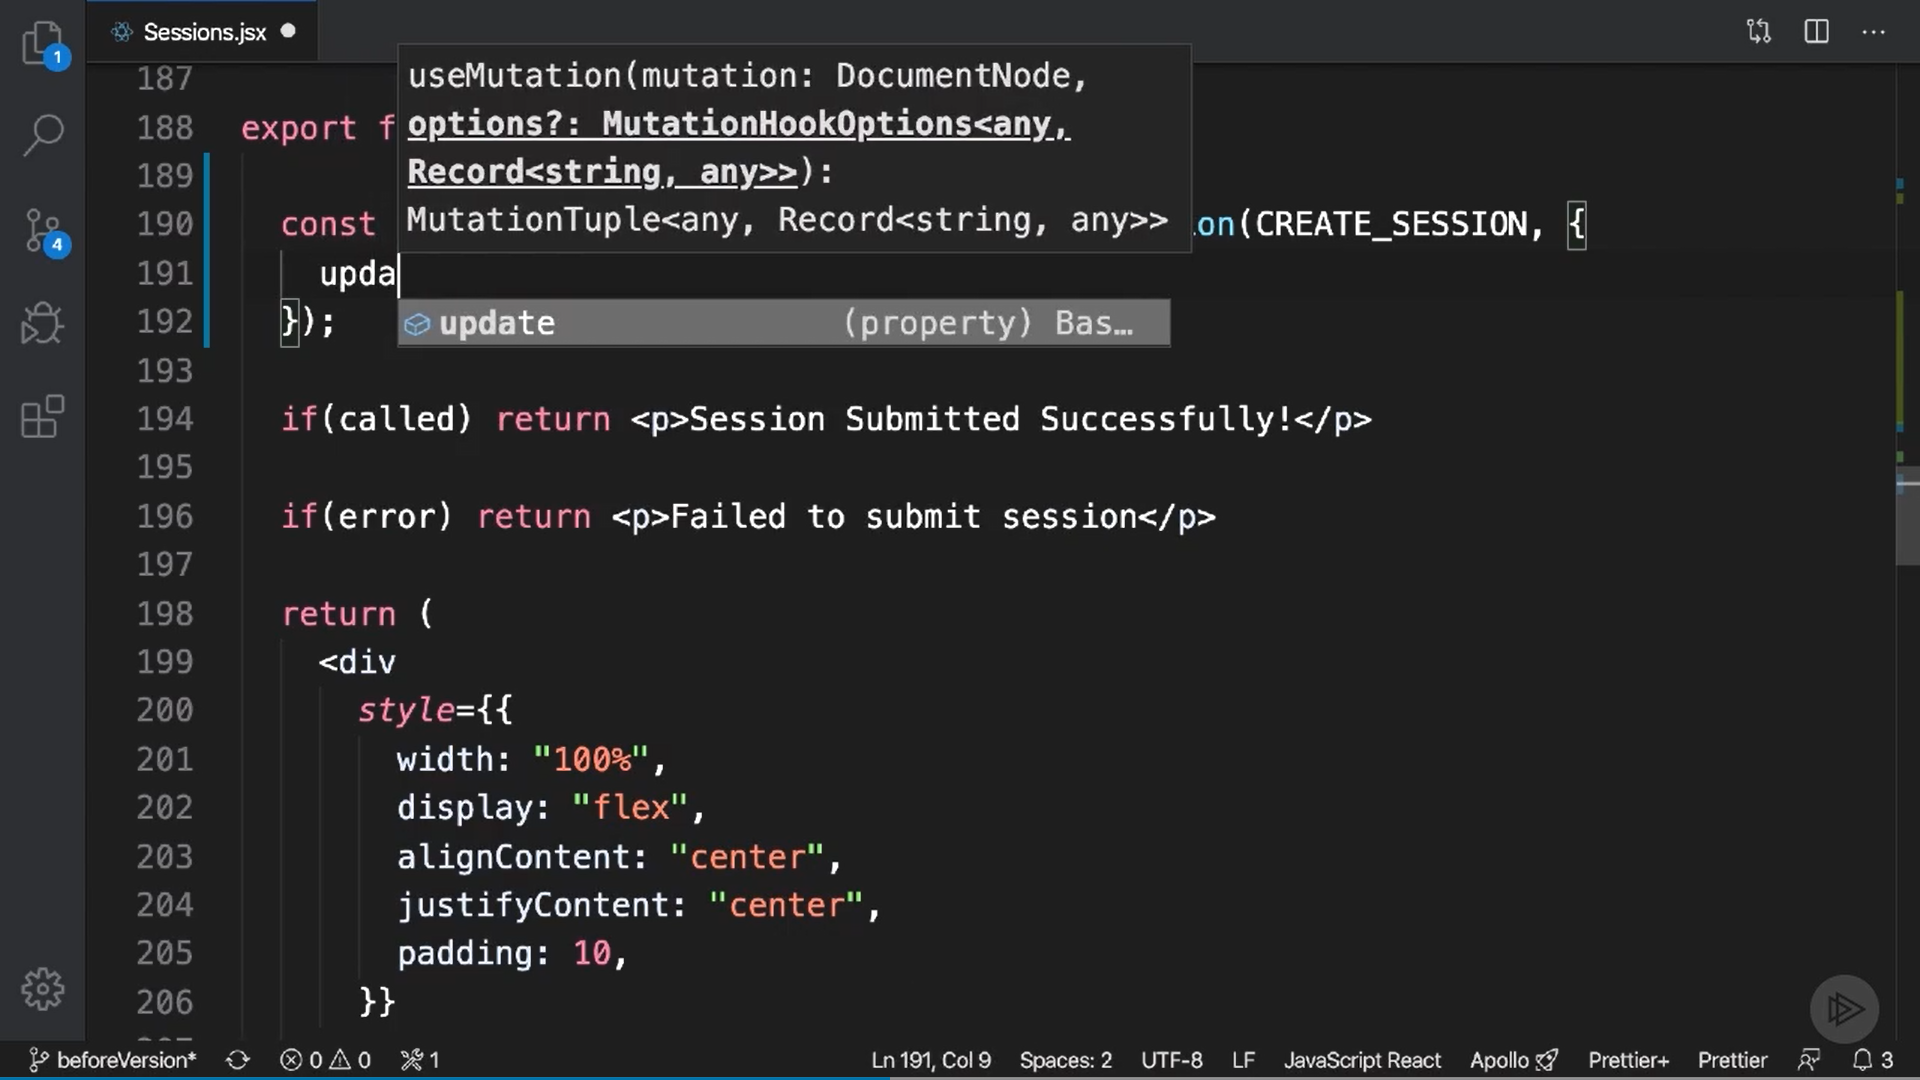 1
Sessions.jsx
187
188 export f
189
190 const
191 upda
192 });
useMutation(mutation: DocumentNode,
options?: MutationHookOptions<any,
Record<string, any>>):
MutationTuple<any, Record<string, any>>
on(CREATE_SESSION, {
update (property) Bas…
4
193
194 if(called) return <p>Session Submitted Successfully!</p>
195
196 if(error) return <p>Failed to submit session</p>
197
198 return (
199 <div
200 style={{
201 width: "100%",
202 display: "flex",
203 alignContent: "center",
204 justifyContent: "center",
205 padding: 10,
206 }}
beforeVersion* 0 0 1 Ln 191, Col 9 Spaces: 2 UTF-8 LF JavaScript React Apollo Prettier+ Prettier 3